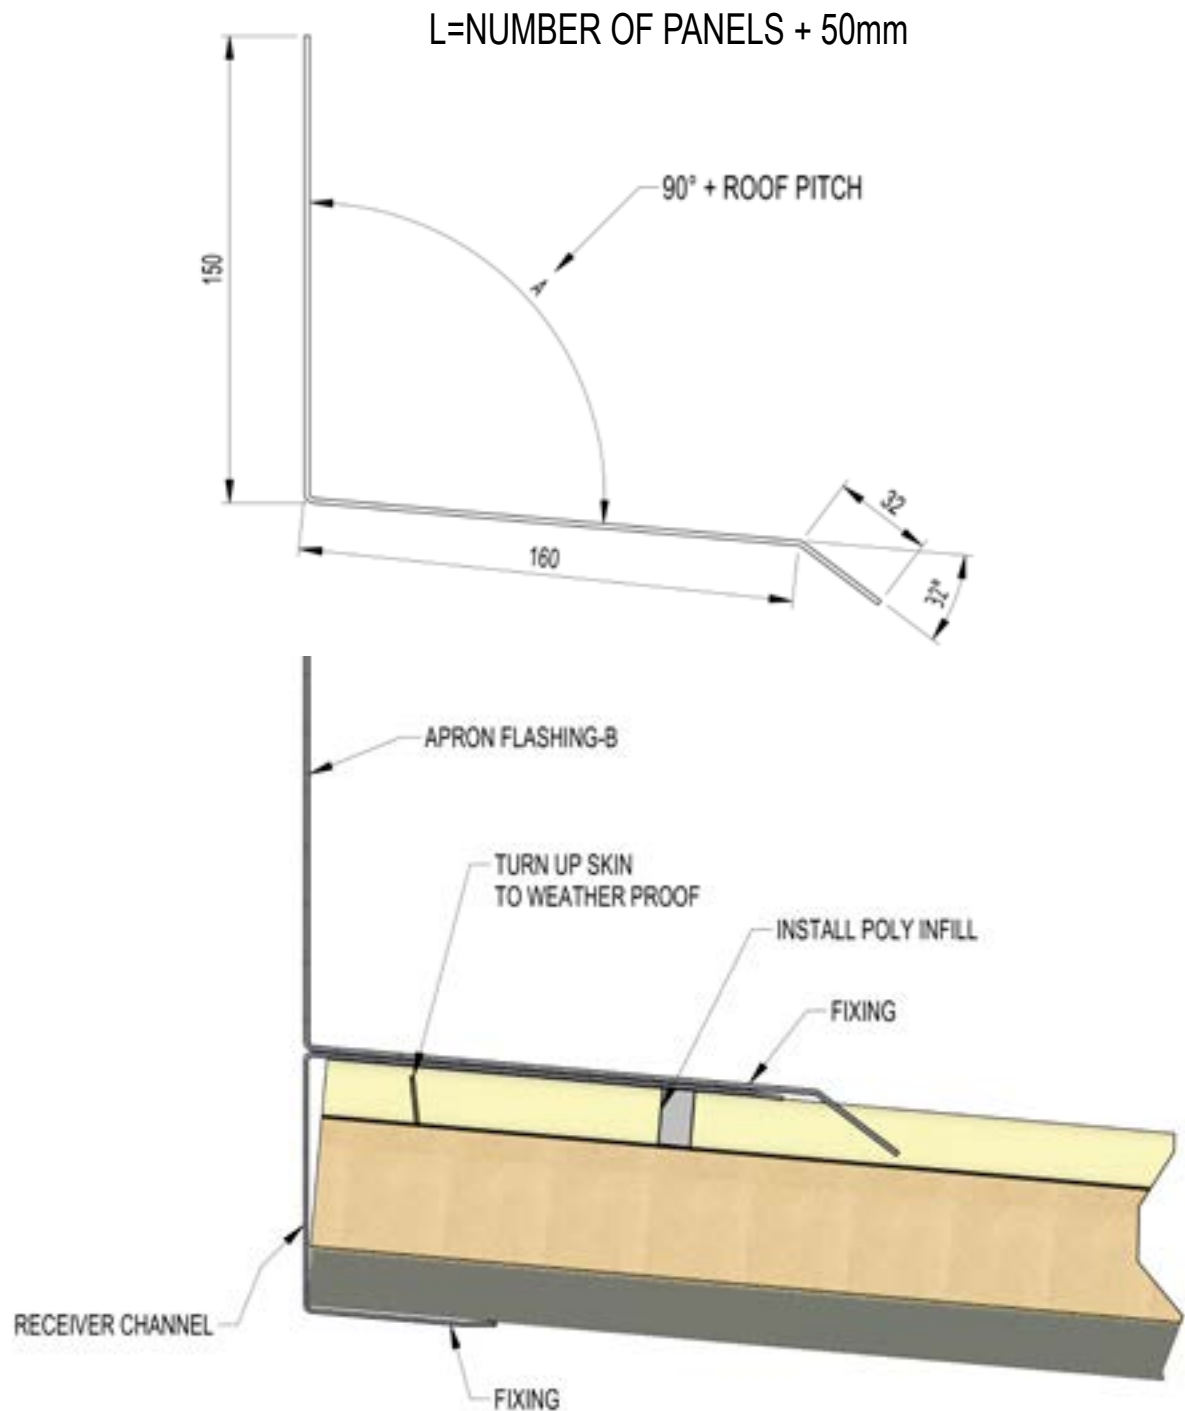 L=NUMBER OF PANELS + 50mm
90° + ROOF PITCH
150
A
32
160
32°
APRON FLASHING-B
TURN UP SKIN
TO WEATHER PROOF
INSTALL POLY INFILL
FIXING
RECEIVER CHANNEL
FIXING